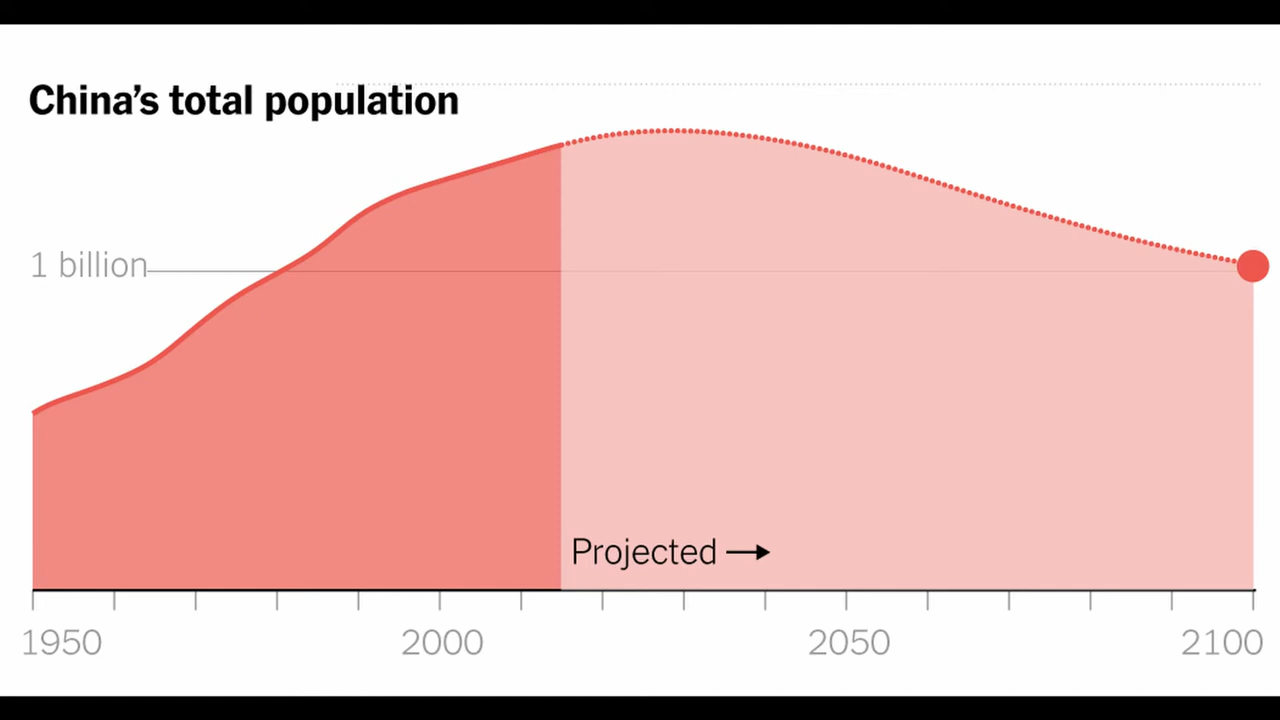 China’s total population
1 billion
Projected →
1950 2000 2050 2100